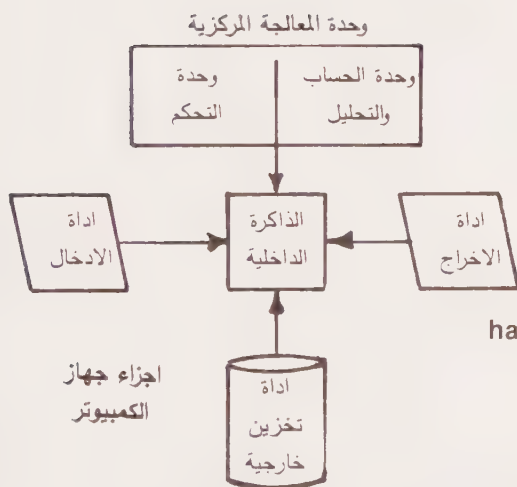 وحدة المعالجة المركزية
وحدة الحساب
والتحليل
وحدة
التحكم
اداة
الادخال
الذاكرة
الداخلية
اداة
الاخراج
ha
اجزاء جهاز
الكمبيوتر
اداة
تخزين
خارجية